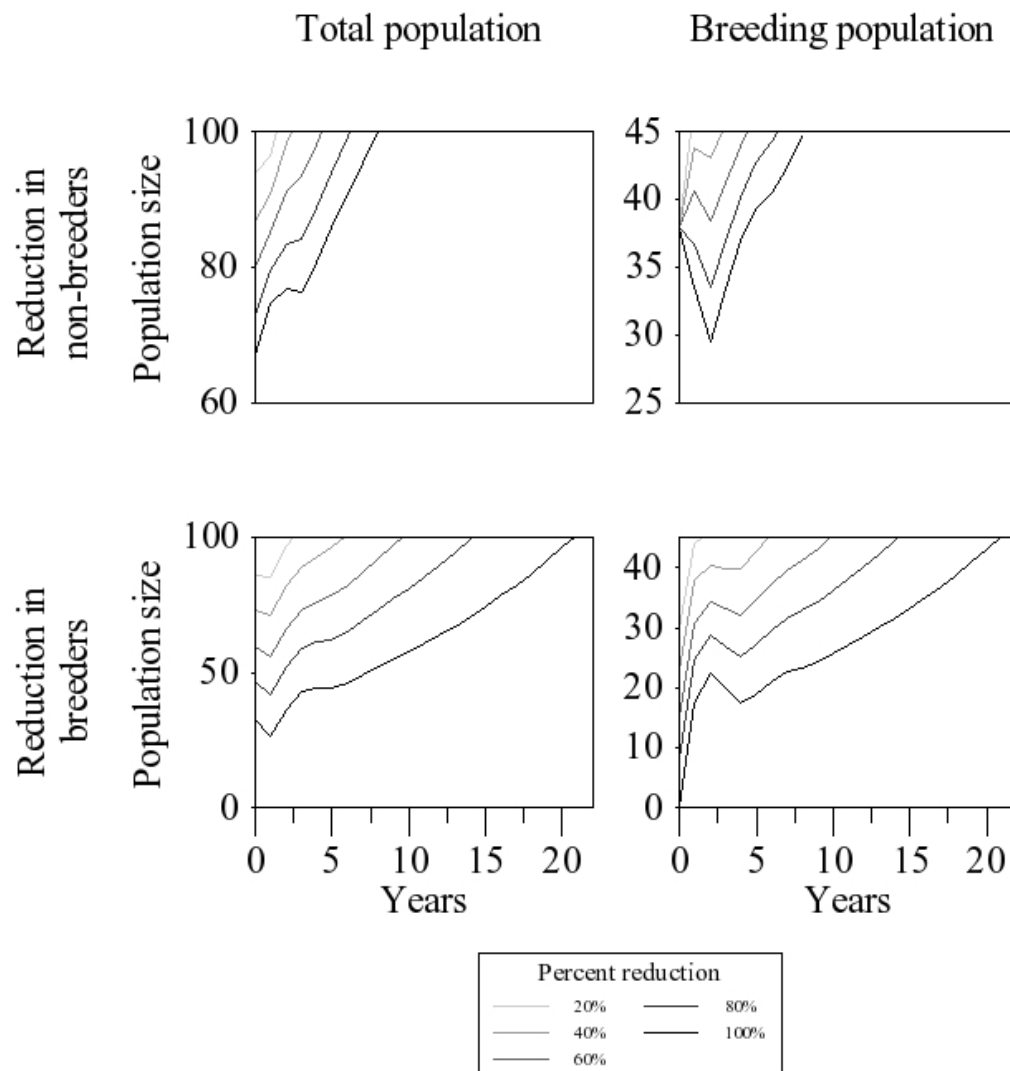 Total population
Breeding population
Reduction in
non-breeders
Population size
100
80
60
45
40
35
30
25
Reduction in
breeders
Population size
100
50
0
40
30
20
10
0
0 5 10 15 20
Years
0 5 10 15 20
Years
Percent reduction
20% 80%
40% 100%
60%